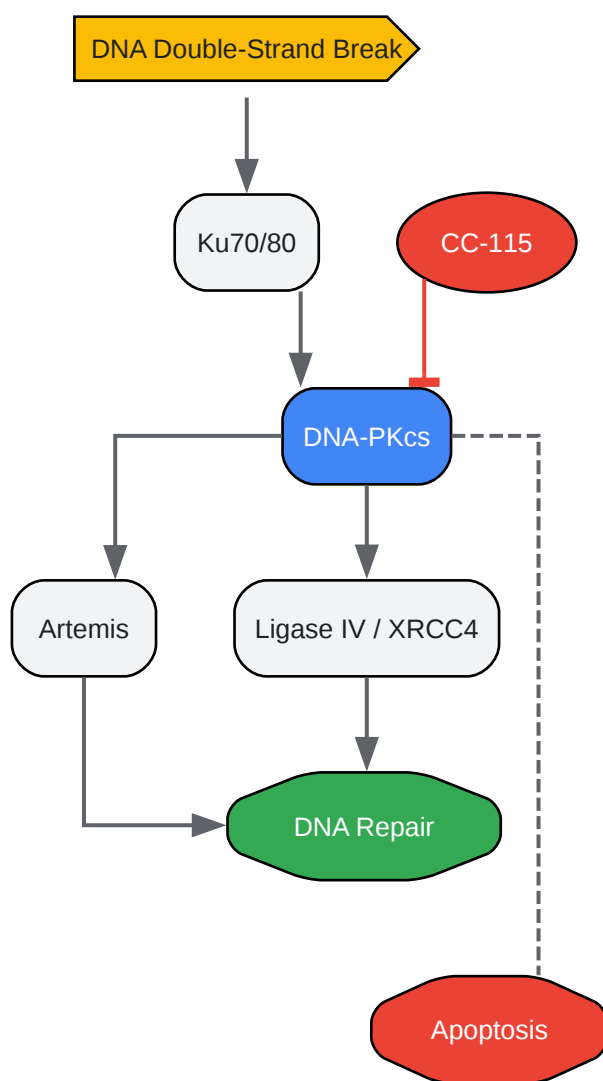 DNA Double-Strand Break
Ku70/80
CC-115
DNA-PKcs
Artemis
Ligase IV / XRCC4
DNA Repair
Apoptosis